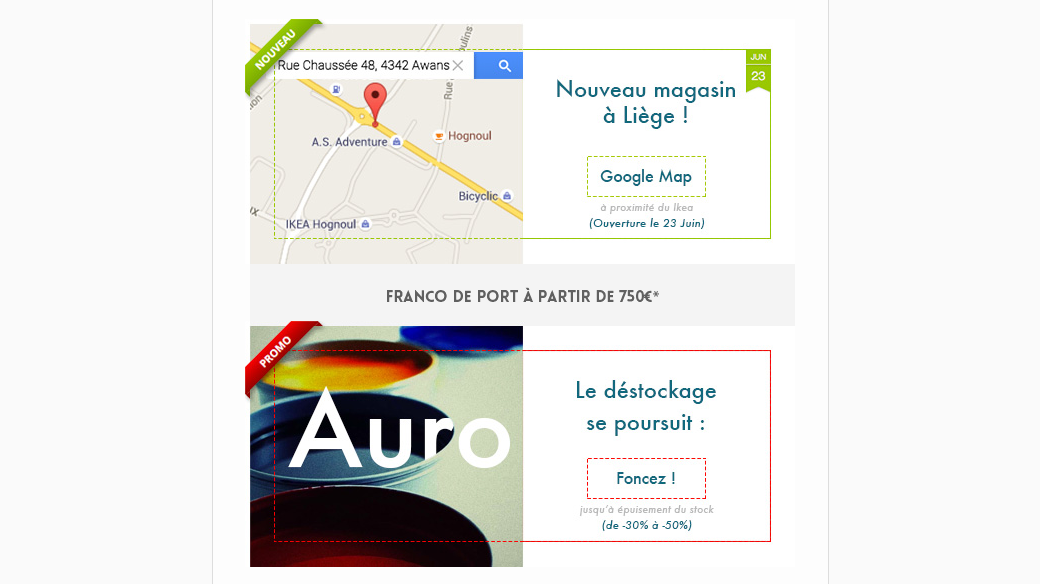 NOUVEAU
Rue Chaussée 48, 4342 Awans
oulins
Rue
A.S. Adventure
Hognoul
Bicyclic
IKEA Hognoul
JUN
23
Nouveau magasin
à Liège !
Google Map
à proximité du Ikea
(Ouverture le 23 Juin)
FRANCO DE PORT À PARTIR DE 750€*
PROMO
Auro
Le déstockage
se poursuit :
Foncez !
jusqu'à épuisement du stock
(de -30% à -50%)